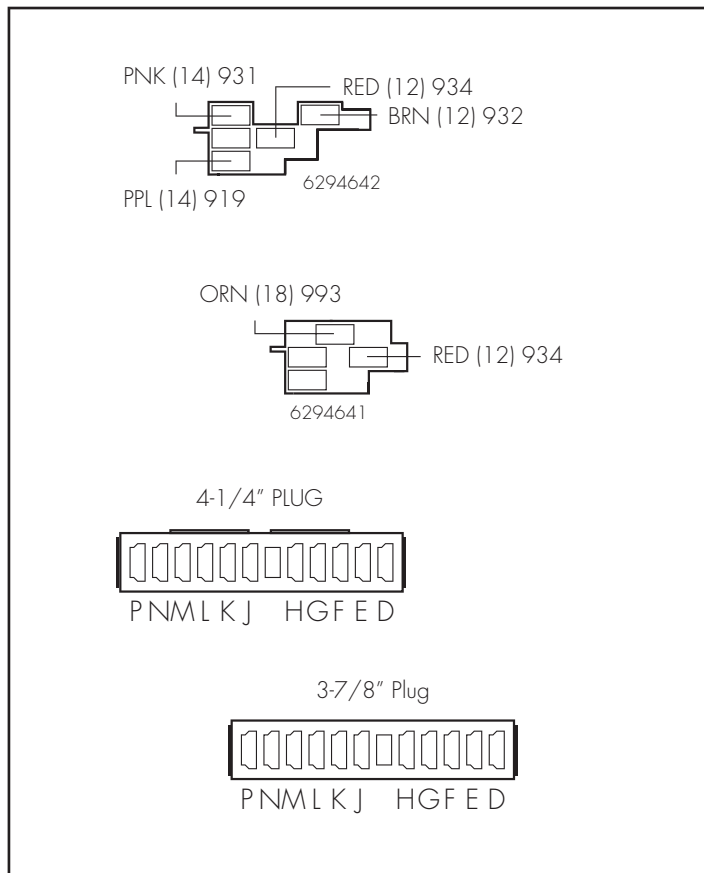 PNK (14) 931
RED (12) 934
BRN (12) 932
PPL (14) 919
6294642
ORN (18) 993
RED (12) 934
6294641
4-1/4" PLUG
P N M L K J H G F E D
3-7/8" Plug
P N M L K J H G F E D